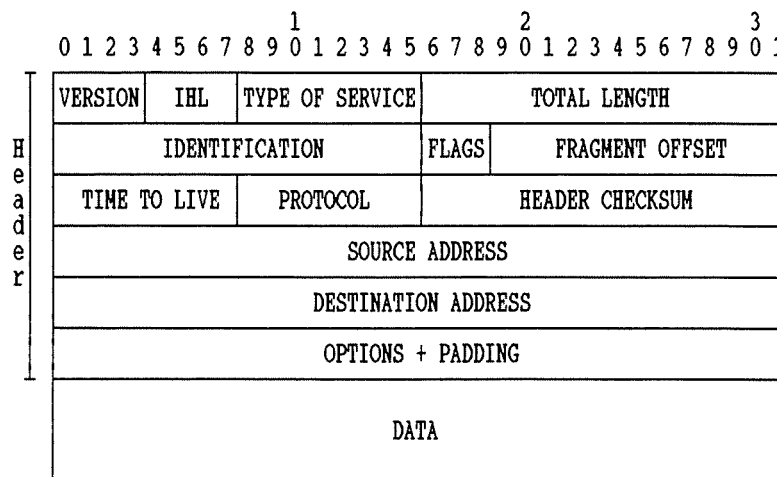 1 2 3
0 1 2 3 4 5 6 7 8 9 0 1 2 3 4 5 6 7 8 9 0 1 2 3 4 5 6 7 8 9 0 1
VERSION IHL TYPE OF SERVICE TOTAL LENGTH
IDENTIFICATION FLAGS FRAGMENT OFFSET
TIME TO LIVE PROTOCOL HEADER CHECKSUM
SOURCE ADDRESS
DESTINATION ADDRESS
OPTIONS + PADDING
DATA
Header